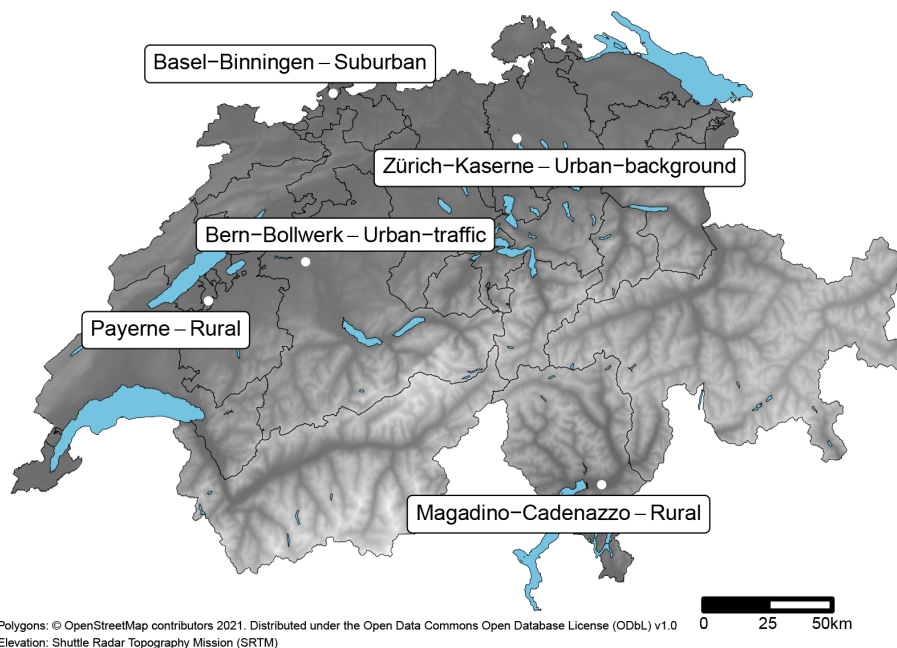 Basel−Binningen – Suburban
Zürich-Kaserne – Urban−background
Bern−Bollwerk – Urban−traffic
Payerne – Rural
Magadino-Cadenazzo – Rural
0 25 50km
Polygons: © OpenStreetMap contributors 2021. Distributed under the Open Data Commons Open Database License (ODbL) v1.0
Elevation: Shuttle Radar Topography Mission (SRTM)